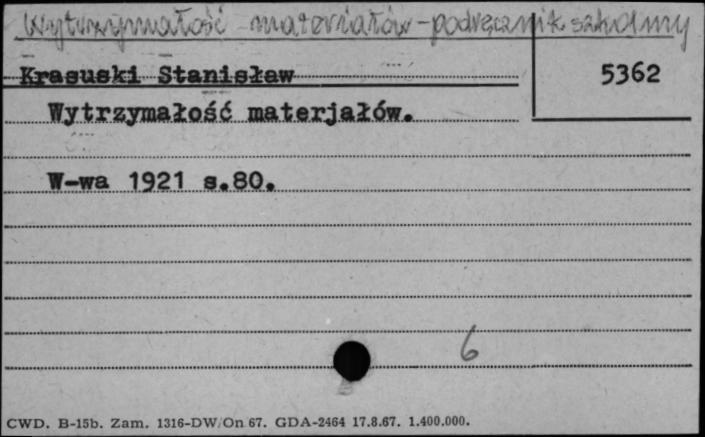 Wytrzymałość materiałów - podręcznik szkolny
Krasuski Stanisław
5362
Wytrzymałość materjałów.
W-wa 1921 s.80.
6
CWD. B-15b. Zam. 1316-DW/On 67. GDA-2464 17.8.67. 1.400.000.